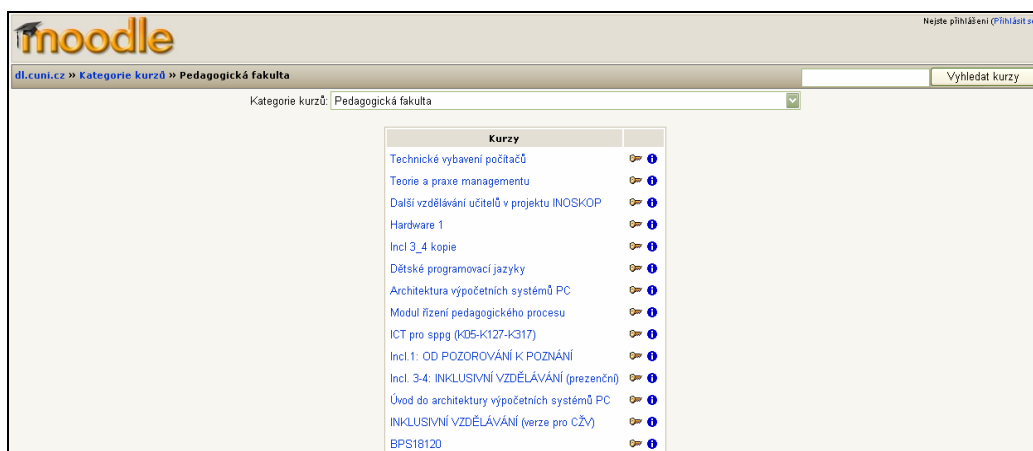 moodle
Nejste přihlášeni (Přihlásit se
dl.cuni.cz » Kategorie kurzů » Pedagogická fakulta
Vyhledat kurzy
Kategorie kurzů: Pedagogická fakulta
Kurzy
Technické vybavení počítačů
Teorie a praxe managementu
Další vzdělávání učitelů v projektu INOSKOP
Hardware 1
Incl 3_4 kopie
Dětské programovací jazyky
Architektura výpočetních systémů PC
Modul řízení pedagogického procesu
ICT pro sppg (K05-K127-K317)
Incl.1: OD POZOROVÁNÍ K POZNÁNÍ
Incl. 3-4: INKLUSIVNÍ VZDĚLÁVÁNÍ (prezenční)
Úvod do architektury výpočetních systémů PC
INKLUSIVNÍ VZDĚLÁVÁNÍ (verze pro CŽV)
BPS18120